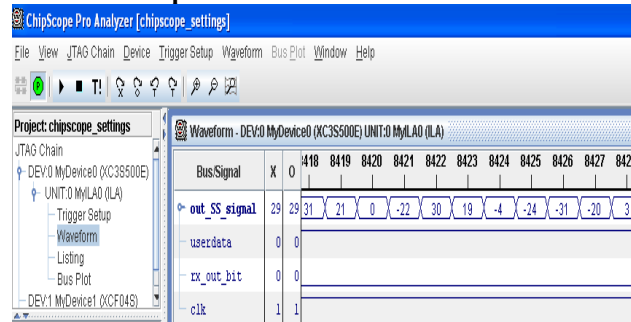 ChipScope Pro Analyzer [chipscope_settings]
File View JTAG Chain Device Trigger Setup Waveform Bus Plot Window Help
T!
Project: chipscope_settings
JTAG Chain
DEV:0 MyDevice0 (XC3S500E)
UNIT:0 MyILA0 (ILA)
Trigger Setup
Waveform
Listing
Bus Plot
DEV:1 MyDevice1 (XCF04S)
Waveform - DEV:0 MyDevice0 (XC3S500E) UNIT:0 MyILA0 (ILA)
Bus/Signal X O 8419 8420 8421 8422 8423 8424 8425 8426 8427
out_SS_signal 29 29 31 21 0 -22 30 19 -4 -24 -31 -20
userdata 0 0
rx_out_bit 0 0
clk 1 1